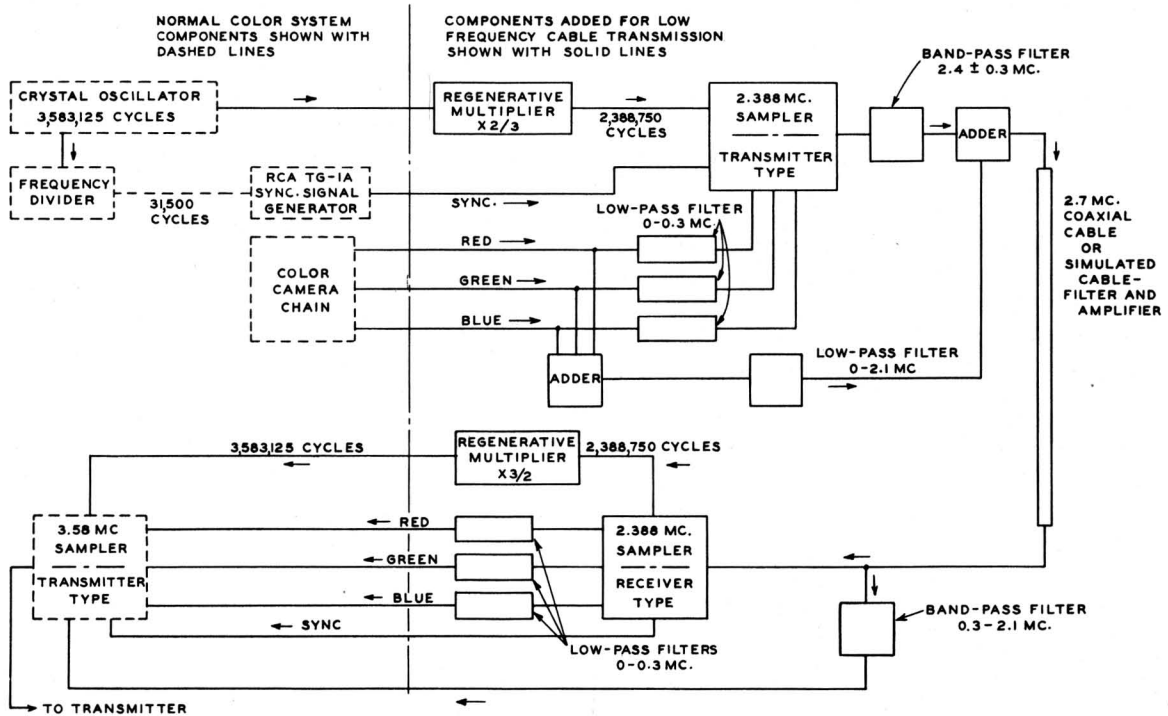 NORMAL COLOR SYSTEM
COMPONENTS SHOWN WITH
DASHED LINES
COMPONENTS ADDED FOR LOW
FREQUENCY CABLE TRANSMISSION
SHOWN WITH SOLID LINES
BAND-PASS FILTER
2.4 ± 0.3 MC.
CRYSTAL OSCILLATOR
3,583,125 CYCLES
REGENERATIVE
MULTIPLIER
X 2/3
2,388,750
CYCLES
2.388 MC.
SAMPLER
TRANSMITTER
TYPE
ADDER
FREQUENCY
DIVIDER
31,500
CYCLES
RCA TG-1A
SYNC. SIGNAL
GENERATOR
SYNC.
2.7 MC.
COAXIAL
CABLE
OR
SIMULATED
CABLE-
FILTER AND
AMPLIFIER
LOW-PASS FILTER
0-0.3 MC.
COLOR
CAMERA
CHAIN
RED
GREEN
BLUE
ADDER
LOW-PASS FILTER
0-2.1 MC
3,583,125 CYCLES
REGENERATIVE
MULTIPLIER
X 3/2
2,388,750 CYCLES
3.58 MC
SAMPLER
TRANSMITTER
TYPE
RED
GREEN
BLUE
SYNC
2.388 MC.
SAMPLER
RECEIVER
TYPE
LOW-PASS FILTERS
0-0.3 MC.
BAND-PASS FILTER
0.3-2.1 MC.
TO TRANSMITTER